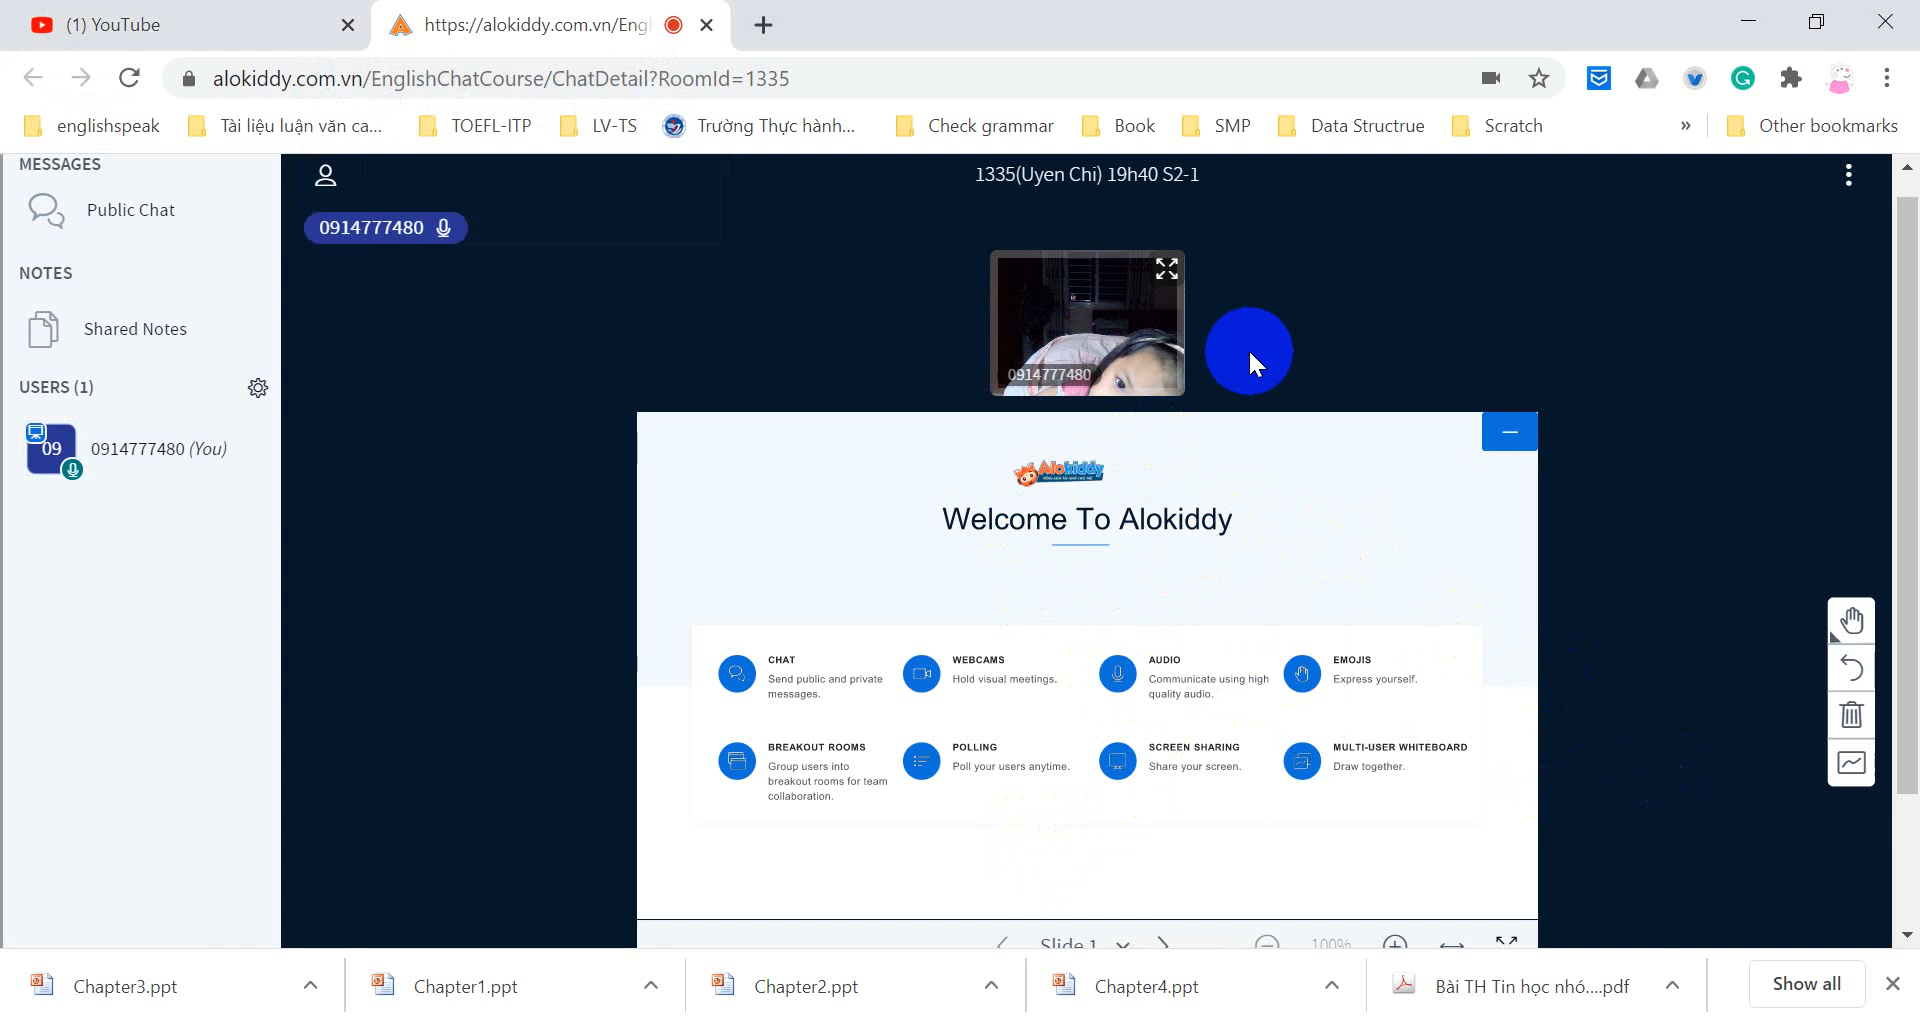 (1) YouTube
https://alokiddy.com.vn/Engl
alokiddy.com.vn/EnglishChatCourse/ChatDetail?RoomId=1335
englishspeak
Tài liệu luận văn ca...
TOEFL-ITP
LV-TS
Trường Thực hành...
Check grammar
Book
SMP
Data Structrue
Scratch
»
Other bookmarks
MESSAGES
Public Chat
NOTES
Shared Notes
USERS (1)
09
0914777480 (You)
1335(Uyen Chi) 19h40 S2-1
0914777480
0914777480
Alokiddy
Welcome To Alokiddy
CHAT
Send public and private
messages.
WEBCAMS
Hold visual meetings.
AUDIO
Communicate using high
quality audio.
EMOJIS
Express yourself.
BREAKOUT ROOMS
Group users into
breakout rooms for team
collaboration.
POLLING
Poll your users anytime.
SCREEN SHARING
Share your screen.
MULTI-USER WHITEBOARD
Draw together.
Slide 1
100%
Chapter3.ppt
Chapter1.ppt
Chapter2.ppt
Chapter4.ppt
Bài TH Tin học nhó....pdf
Show all